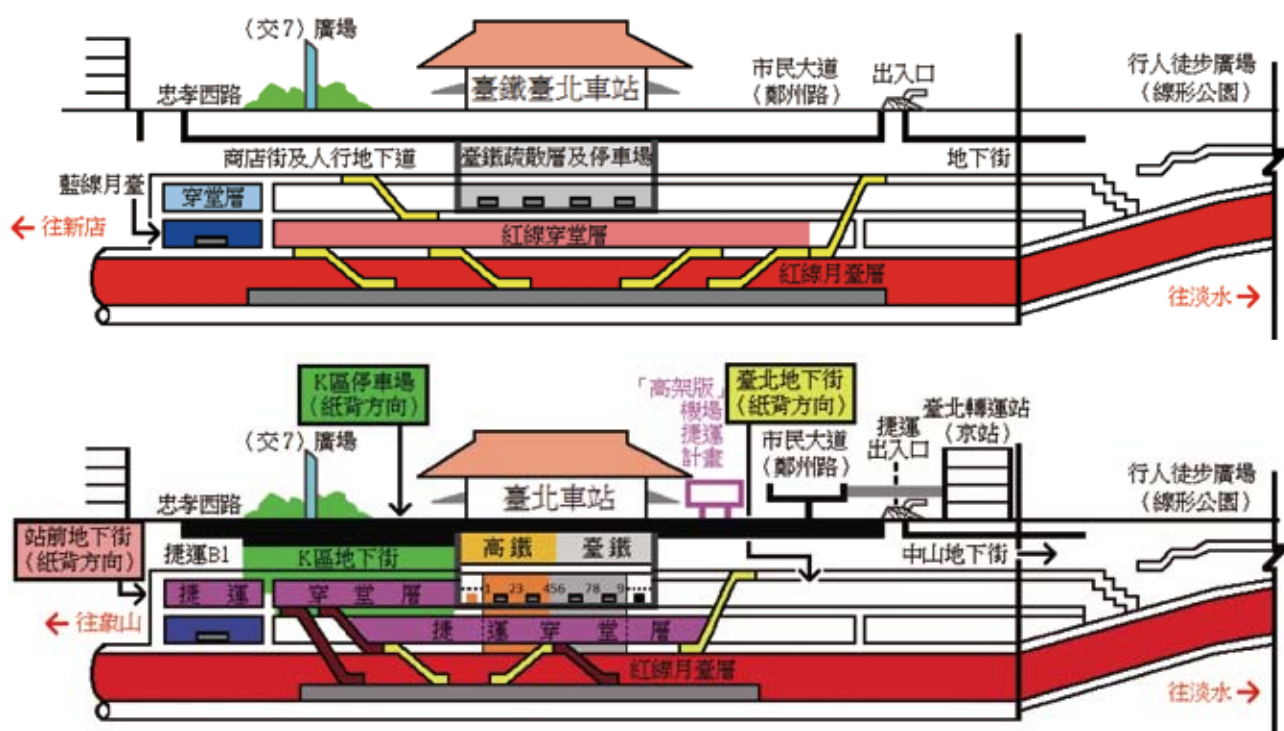 (交7)廣場
臺鐵臺北車站
忠孝西路
市民大道
(鄭州路)
出入口
行人徒步廣場
(線形公園)
商店街及人行地下道
臺鐵疏散層及停車場
地下街
藍線月臺
穿堂層
←往新店
紅線穿堂層
紅線月臺層
往淡水→
K區停車場
(紙背方向)
「高架版」
機場
捷運
計畫
臺北地下街
(紙背方向)
臺北轉運站
(京站)
(交7)廣場
臺北車站
市民大道
(鄭州路)
捷運
出入口
行人徒步廣場
(線形公園)
忠孝西路
站前地下街
(紙背方向)
捷運B1
K區地下街
高鐵
臺鐵
中山地下街
捷運穿堂層
1 23 456 78 9
←往象山
捷運穿堂層
紅線月臺層
往淡水→